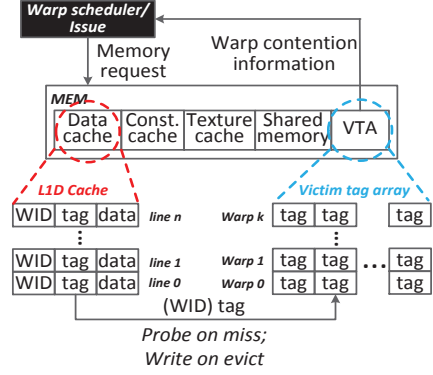 Warp scheduler/
Issue
Memory
request
Warp contention
information
MEM
Data
cache
Const.
cache
Texture
cache
Shared
memory
VTA
L1D Cache
Victim tag array
WID tag data line n
Warp k tag tag tag
WID tag data line 1
Warp 1 tag tag ... tag
WID tag data line 0
Warp 0 tag tag tag
(WID) tag
Probe on miss;
Write on evict